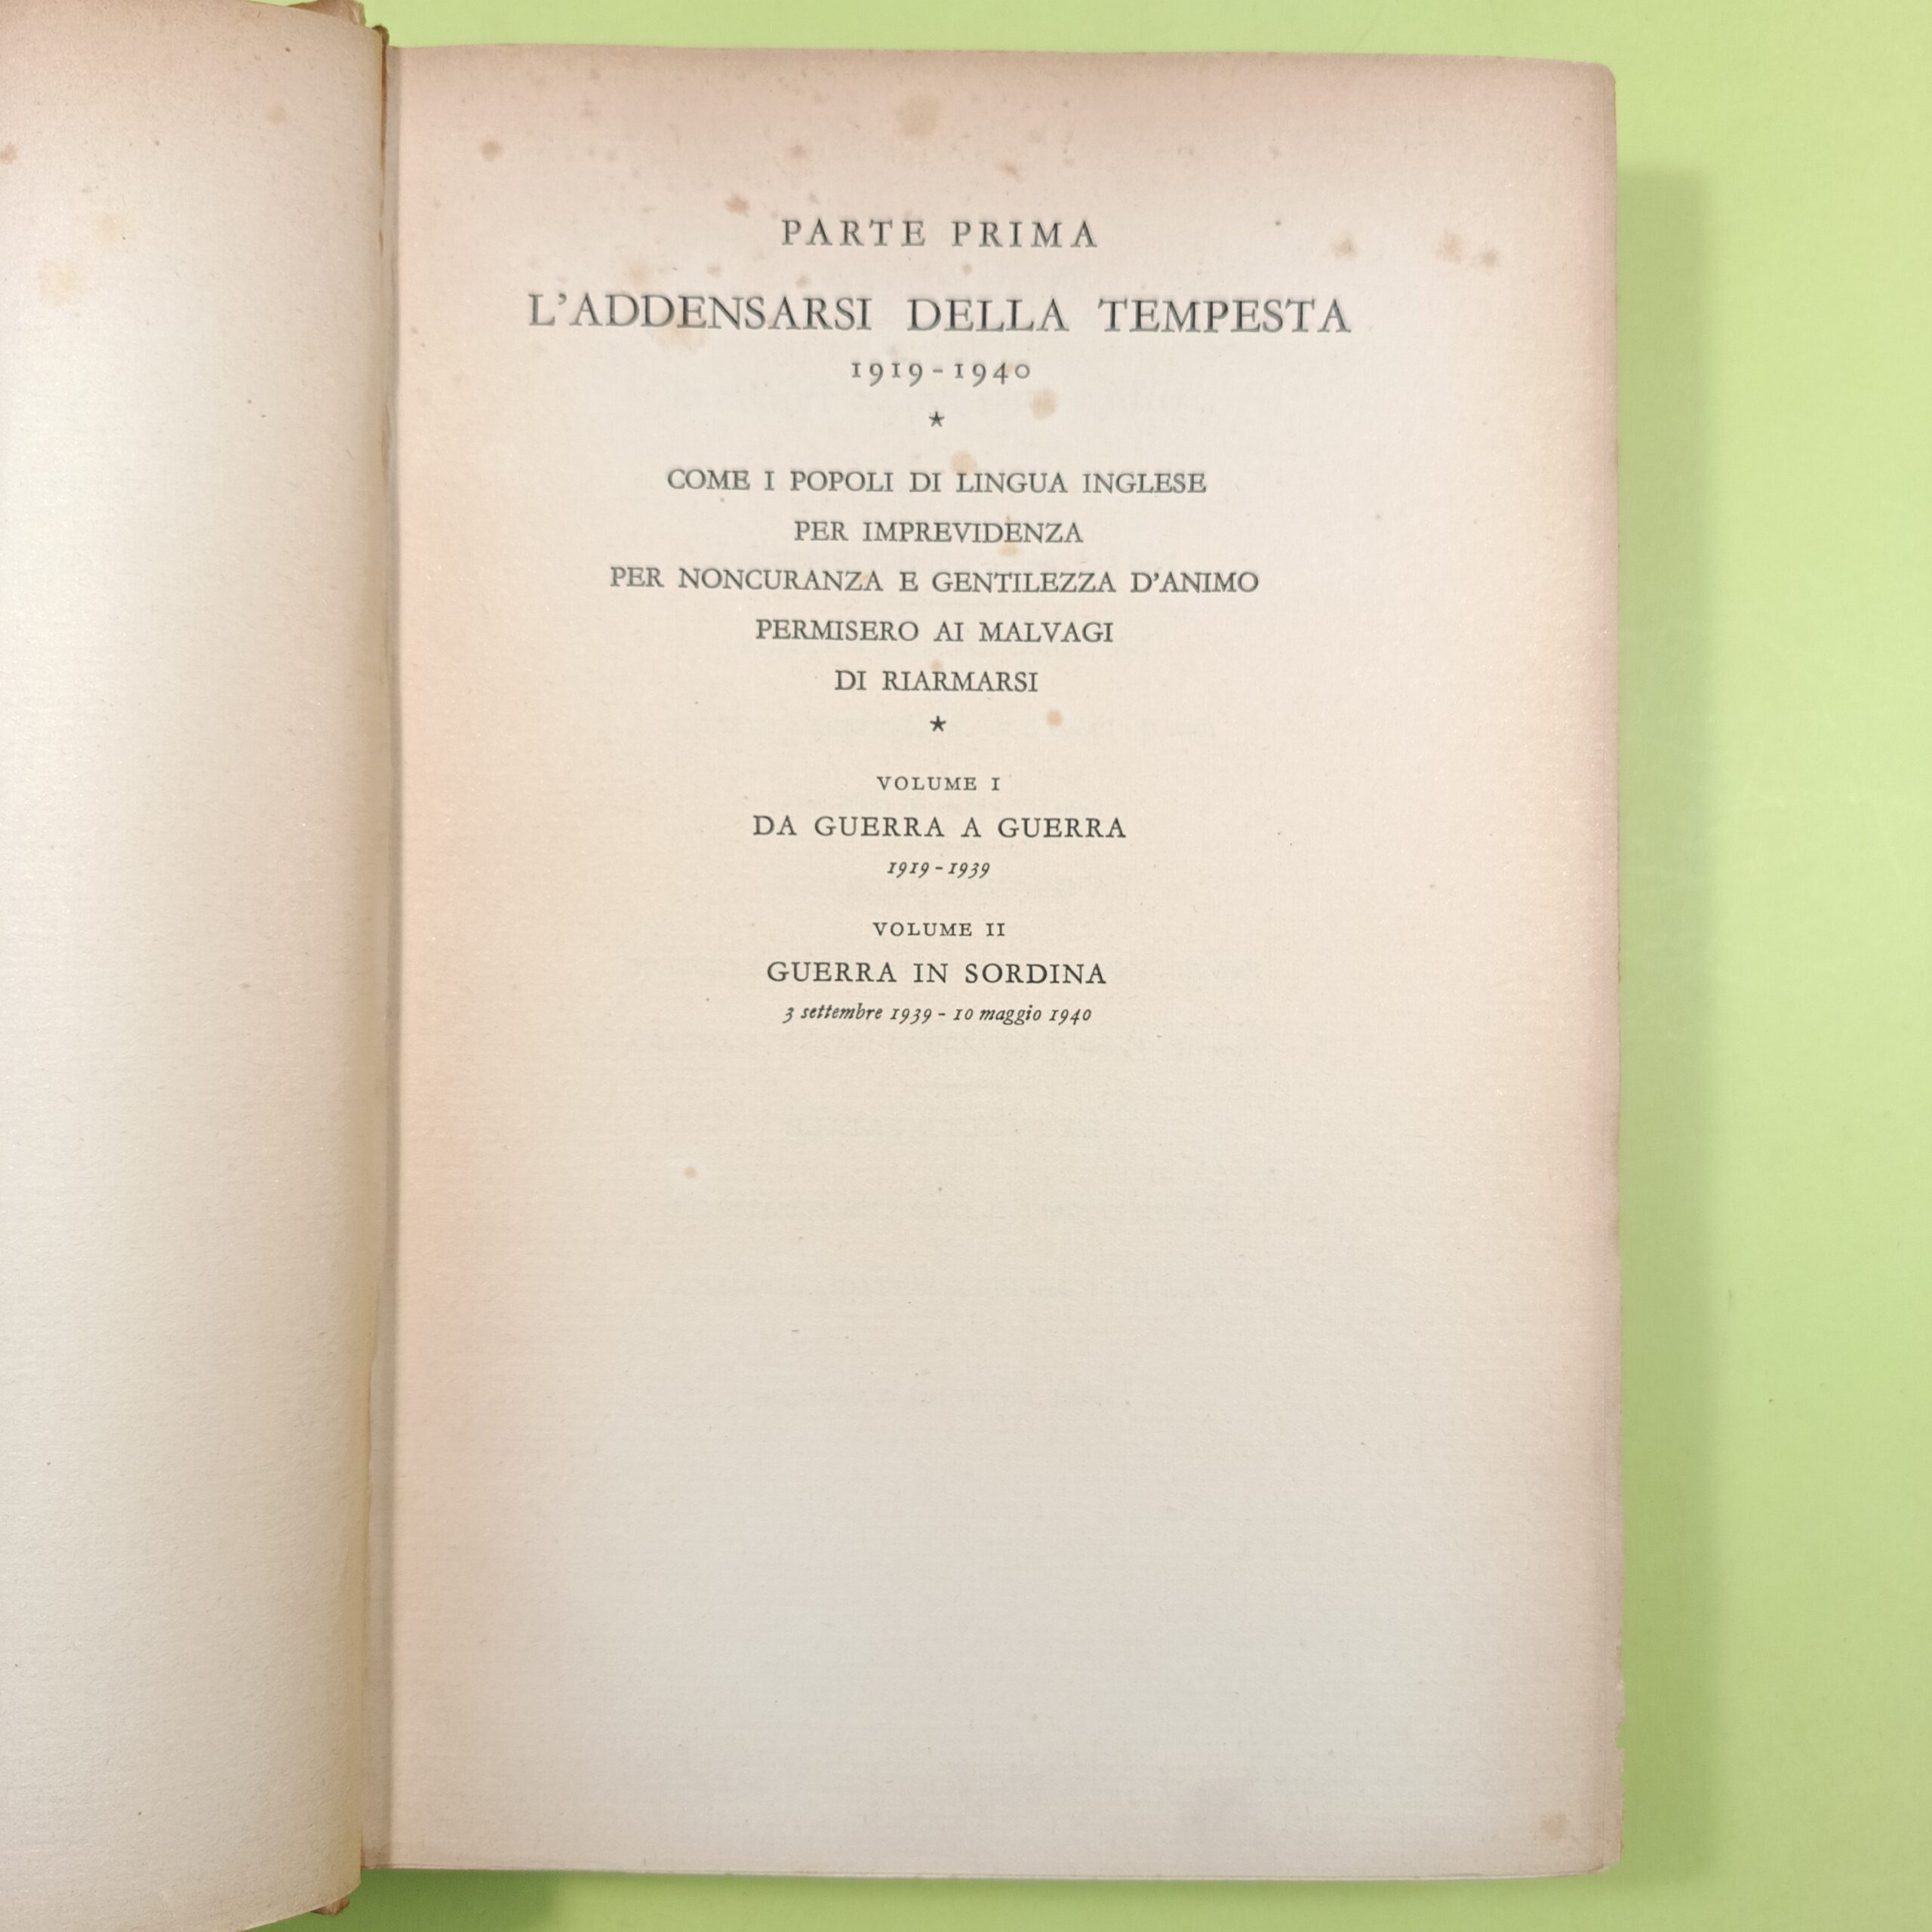 PARTE PRIMA
L'ADDENSARSI DELLA TEMPESTA
1919-1940
★
COME I POPOLI DI LINGUA INGLESE
PER IMPREVIDENZA
PER NONCURANZA E GENTILEZZA D'ANIMO
PERMISERO AI MALVAGI
DI RIARMARSI
★
VOLUME I
DA GUERRA A GUERRA
1919-1939
VOLUME II
GUERRA IN SORDINA
3 settembre 1939 - 10 maggio 1940